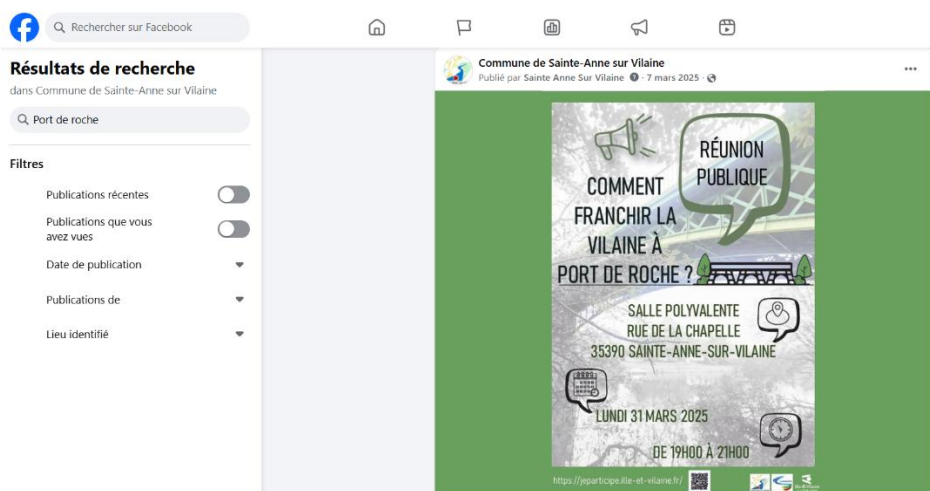 Rechercher sur Facebook
Résultats de recherche
dans Commune de Sainte-Anne sur Vilaine
Port de roche
Filtres
Publications récentes
Publications que vous
avez vues
Date de publication
Publications de
Lieu identifié
Commune de Sainte-Anne sur Vilaine
Publié par Sainte Anne Sur Vilaine · 7 mars 2025 ·
RÉUNION
PUBLIQUE
COMMENT
FRANCHIR LA
VILAINE À
PORT DE ROCHE ?
SALLE POLYVALENTE
RUE DE LA CHAPELLE
35390 SAINTE-ANNE-SUR-VILAINE
LUNDI 31 MARS 2025
DE 19H00 À 21H00
https://jeparticipe.ille-et-vilaine.fr/